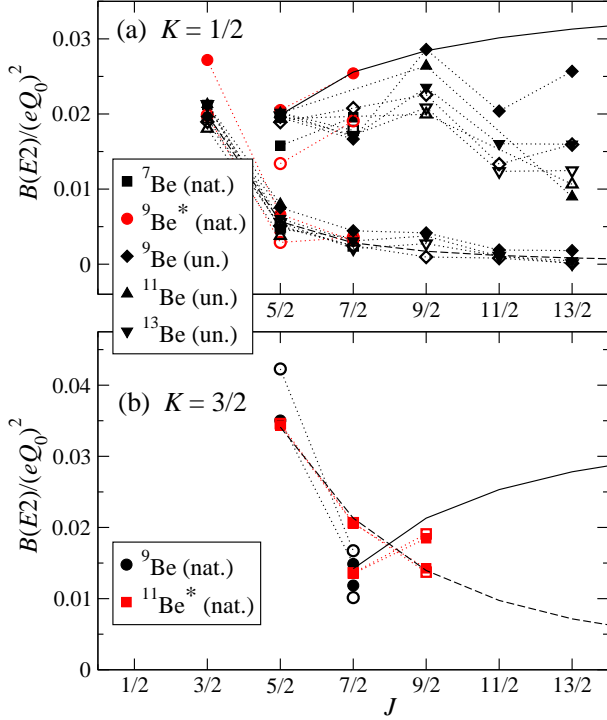 (a) K = 1/2
0.03
0.02
0.01
0
B(E2)/(eQ₀)²
⁷Be (nat.)
⁹Be* (nat.)
⁹Be (un.)
¹¹Be (un.)
¹³Be (un.)
5/2 7/2 9/2 11/2 13/2
(b) K = 3/2
0.04
0.03
0.02
0.01
0
B(E2)/(eQ₀)²
⁹Be (nat.)
¹¹Be* (nat.)
1/2 3/2 5/2 7/2 9/2 11/2 13/2
J